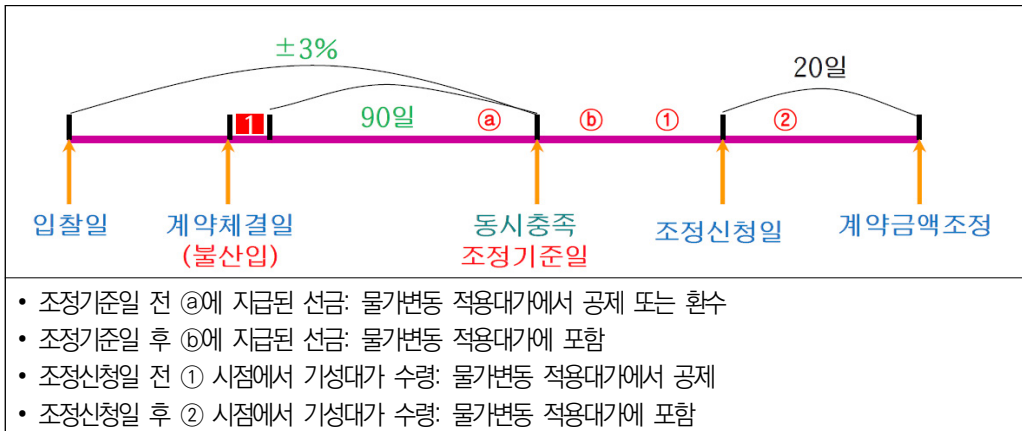 ±3%
20일
1
90일
ⓐ
ⓑ
①
②
입찰일
계약체결일
(불산입)
동시충족
조정기준일
조정신청일
계약금액조정
• 조정기준일 전 ⓐ에 지급된 선금: 물가변동 적용대가에서 공제 또는 환수
• 조정기준일 후 ⓑ에 지급된 선금: 물가변동 적용대가에 포함
• 조정신청일 전 ① 시점에서 기성대가 수령: 물가변동 적용대가에서 공제
• 조정신청일 후 ② 시점에서 기성대가 수령: 물가변동 적용대가에 포함